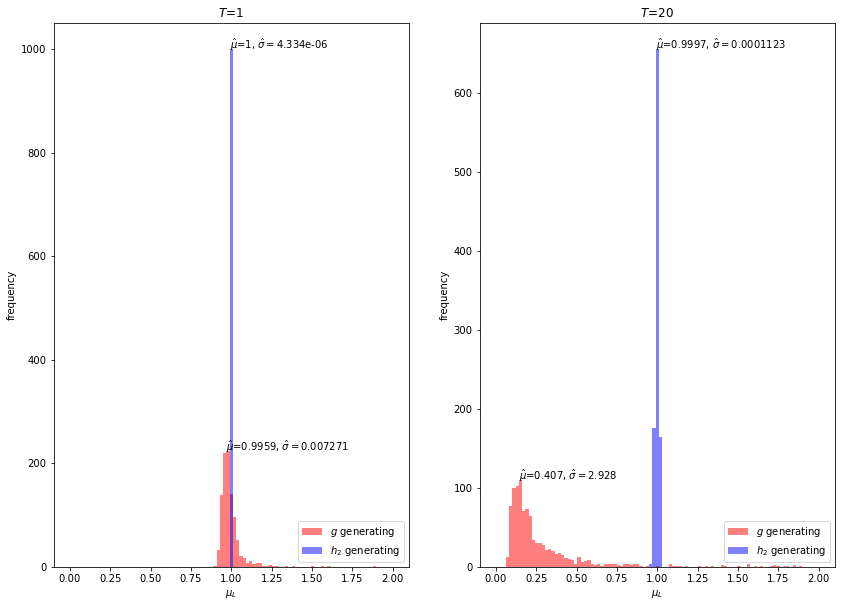 T=1
1000
800
600
400
200
0
frequency
μ̂=1, σ̂ = 4.334e-06
μ̂=0.9959, σ̂ = 0.007271
g generating
h₂ generating
0.00 0.25 0.50 0.75 1.00 1.25 1.50 1.75 2.00
μ_L
T=20
600
500
400
300
200
100
0
frequency
μ̂=0.9997, σ̂ = 0.0001123
μ̂=0.407, σ̂ = 2.928
g generating
h₂ generating
0.00 0.25 0.50 0.75 1.00 1.25 1.50 1.75 2.00
μ_L